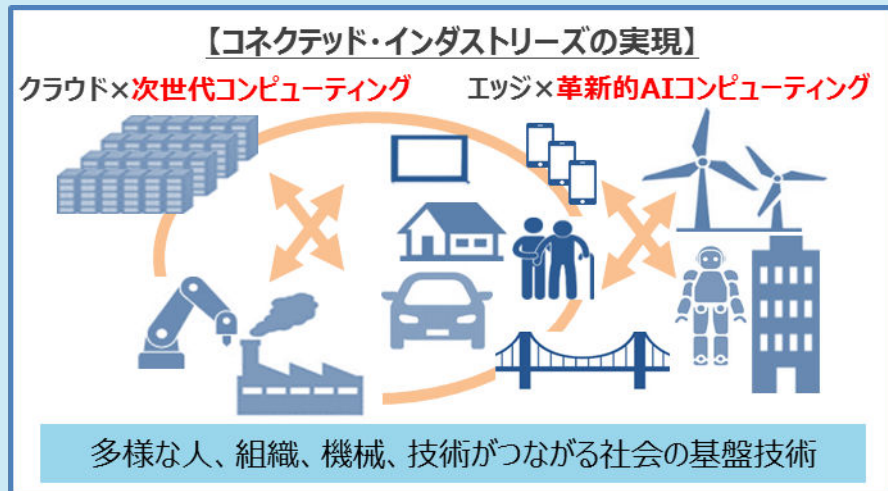 【コネクテッド・インダストリーズの実現】
クラウド×次世代コンピューティング
エッジ×革新的AIコンピューティング
多様な人、組織、機械、技術がつながる社会の基盤技術